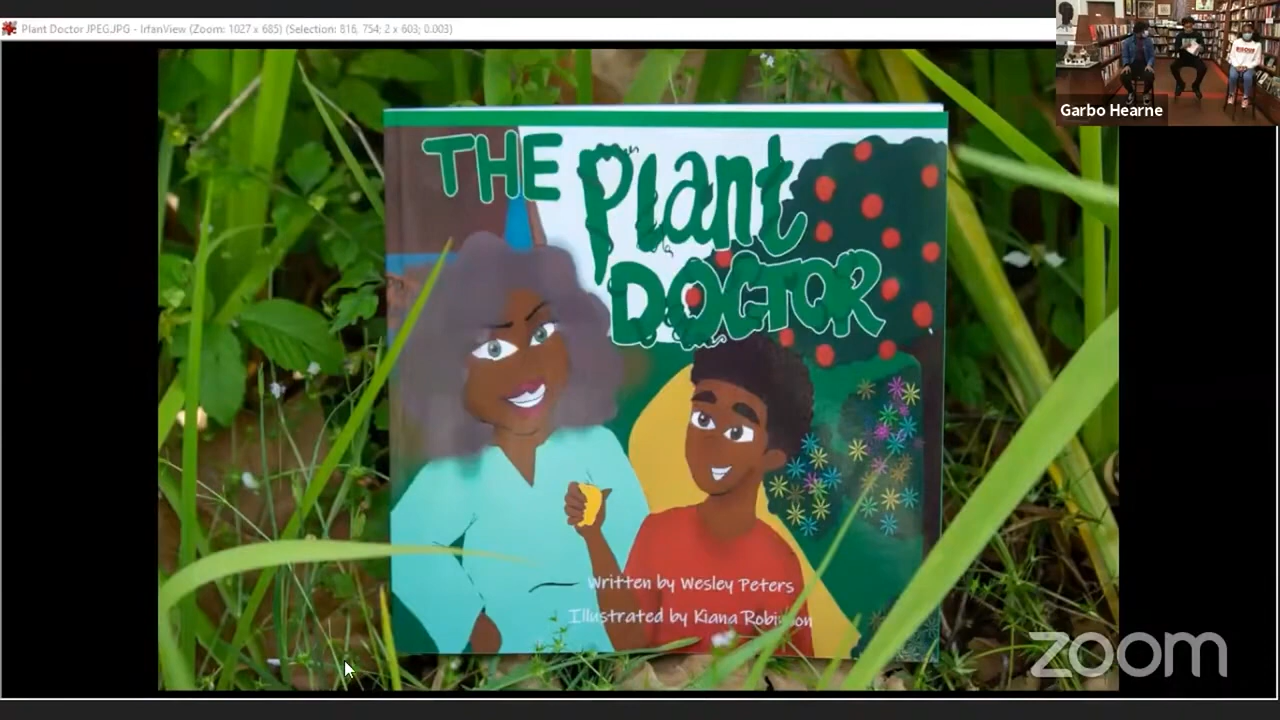 Plant Doctor JPEG.JPG - IrfanView (Zoom: 1027 x 685) (Selection: 816, 754; 2 x 603; 0.003)
Garbo Hearne
THE Plant
DOCTOR
Written by Wesley Peters
Illustrated by Kiana Robinson
zoom